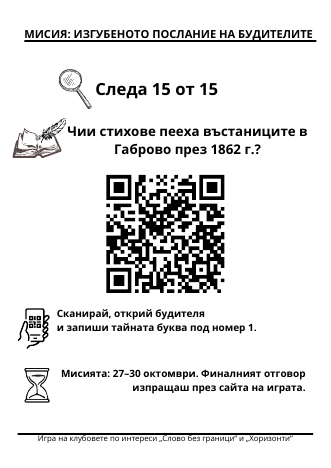 МИСИЯ: ИЗГУБЕНОТО ПОСЛАНИЕ НА БУДИТЕЛИТЕ
Следа 15 от 15
Чии стихове пееха въстаниците в
Габрово през 1862 г.?
Сканирай, открий будителя
и запиши тайната буква под номер 1.
Мисията: 27–30 октомври. Финалният отговор
изпращаш през сайта на играта.
Игра на клубовете по интереси „Слово без граници“ и „Хоризонти“